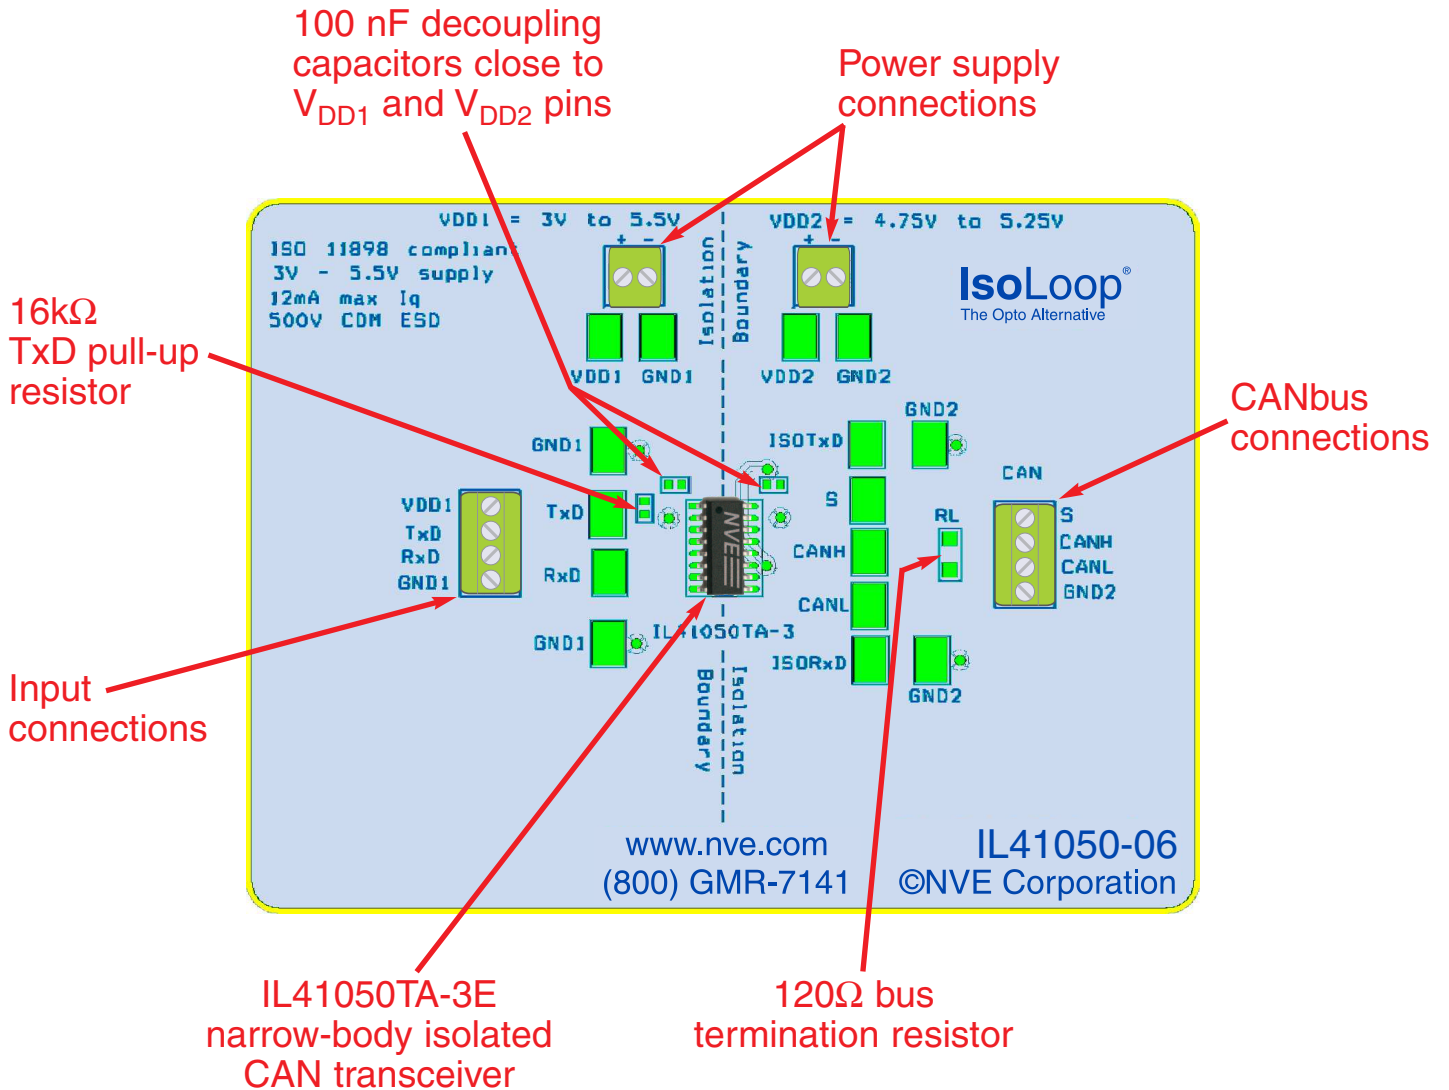 100 nF decoupling
capacitors close to
VDD1 and VDD2 pins
Power supply
connections
VDD1 = 3V to 5.5V
VDD2 = 4.75V to 5.25V
ISO 11898 compliant
3V - 5.5V supply
12mA max Iq
500V CDM ESD
+ -
+ -
Isolation
Boundary
IsoLoop®
The Opto Alternative
16kΩ
TxD pull-up
resistor
VDD1 GND1
VDD2 GND2
CANbus
connections
GND1
ISOTxD
GND2
CAN
VDD1
TxD
RxD
GND1
TxD
S
RL
S
CANH
CANL
GND2
NVE
RxD
CANH
CANL
GND1
IL41050TA-3
ISORxD
GND2
Isolation
Boundary
Input
connections
www.nve.com
(800) GMR-7141
IL41050-06
©NVE Corporation
IL41050TA-3E
narrow-body isolated
CAN transceiver
120Ω bus
termination resistor